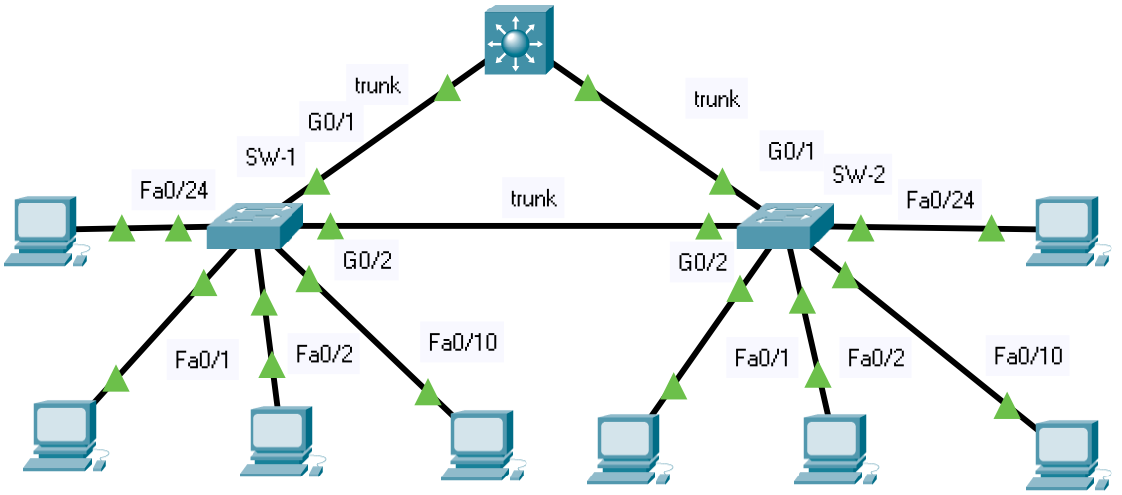 trunk
trunk
G0/1
G0/1
SW-1
SW-2
Fa0/24
trunk
Fa0/24
G0/2
G0/2
Fa0/1
Fa0/2
Fa0/10
Fa0/1
Fa0/2
Fa0/10